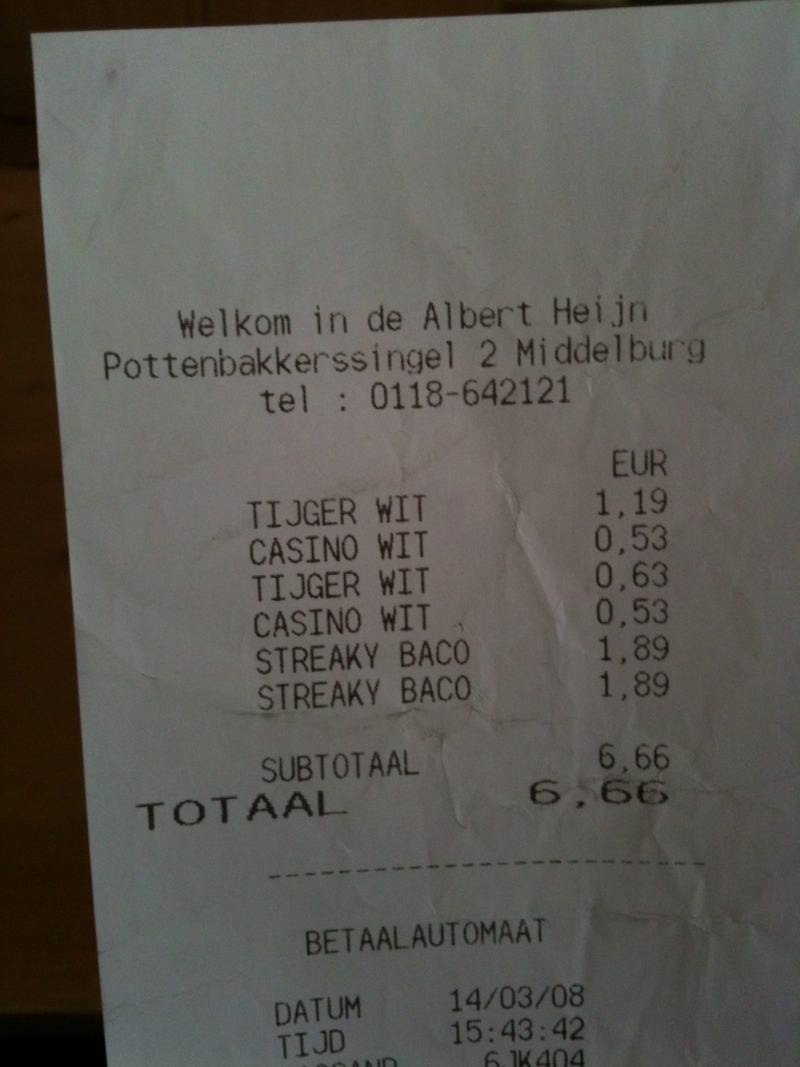 Welkom in de Albert Heijn
Pottenbakkerssingel 2 Middelburg
tel : 0118-642121
EUR
TIJGER WIT 1,19
CASINO WIT 0,53
TIJGER WIT 0,63
CASINO WIT 0,53
STREAKY BACO 1,89
STREAKY BACO 1,89
SUBTOTAAL 6,66
TOTAAL 6,66
BETAALAUTOMAAT
DATUM 14/03/08
TIJD 15:43:42
6JK404